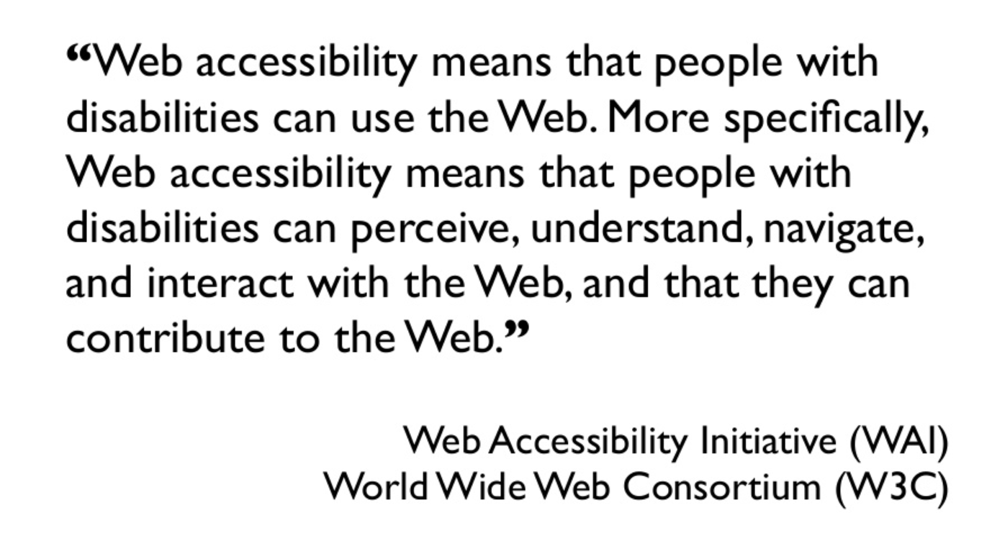 “Web accessibility means that people with
disabilities can use the Web. More specifically,
Web accessibility means that people with
disabilities can perceive, understand, navigate,
and interact with the Web, and that they can
contribute to the Web.”
Web Accessibility Initiative (WAI)
World Wide Web Consortium (W3C)